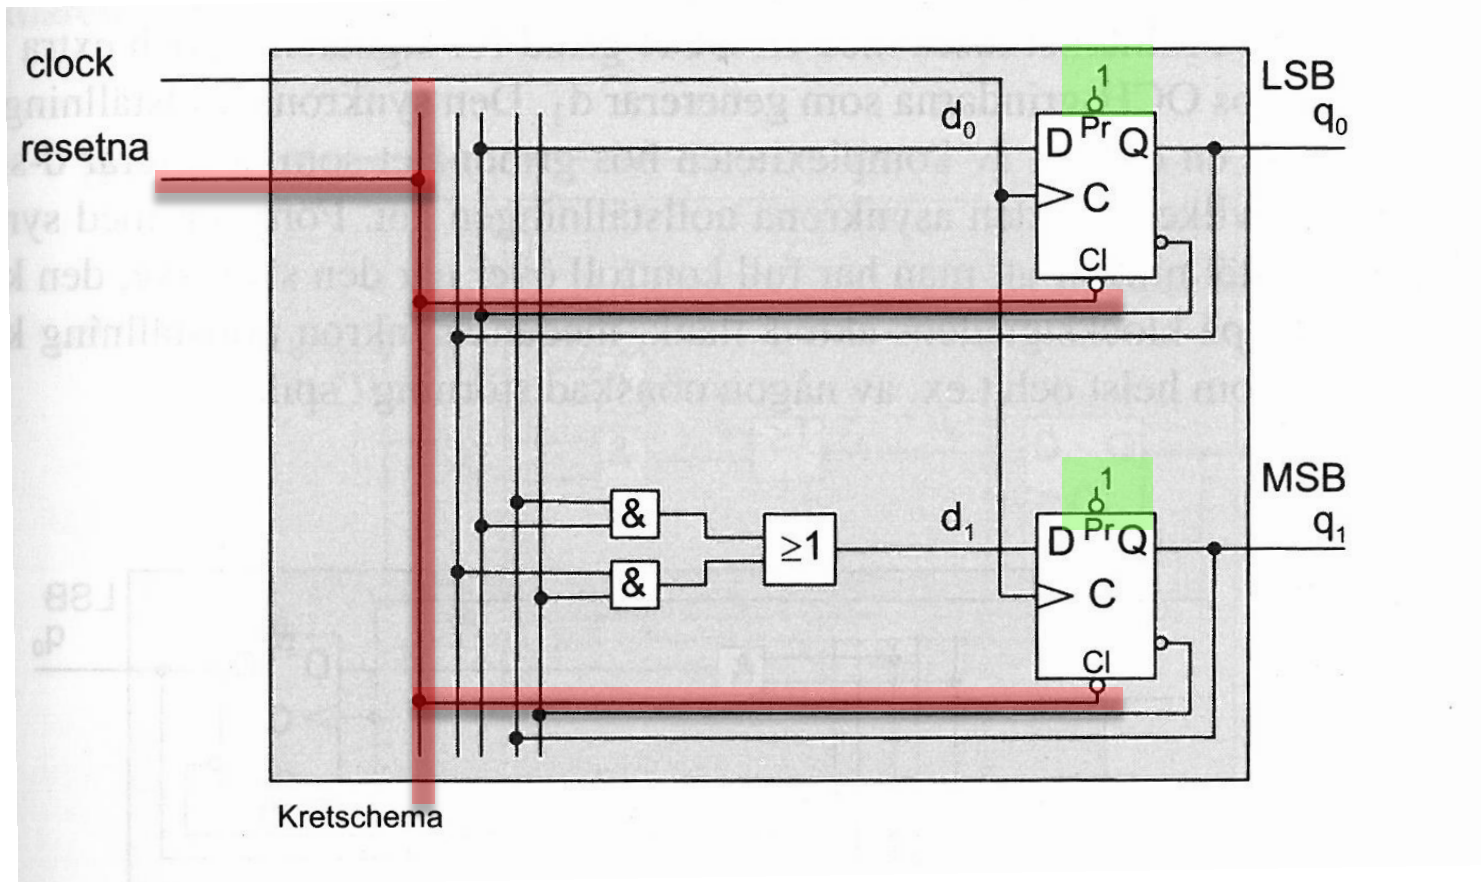 clock
resetna
LSB
q₀
d₀
1
Pr
D Q
C
Cl
&
&
≥1
MSB
q₁
d₁
1
Pr
D Q
C
Cl
Kretschema